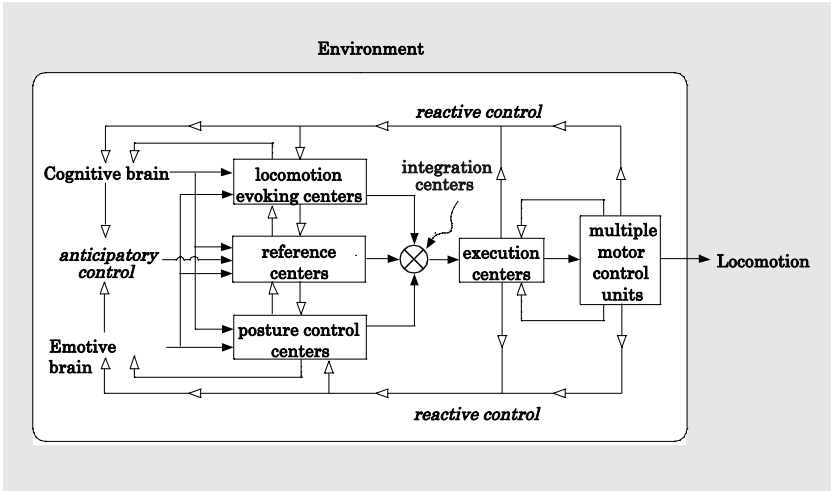 Environment
reactive control
Cognitive brain
locomotion
evoking centers
integration
centers
anticipatory
control
reference
centers
execution
centers
multiple
motor
control
units
Locomotion
Emotive
brain
posture control
centers
reactive control